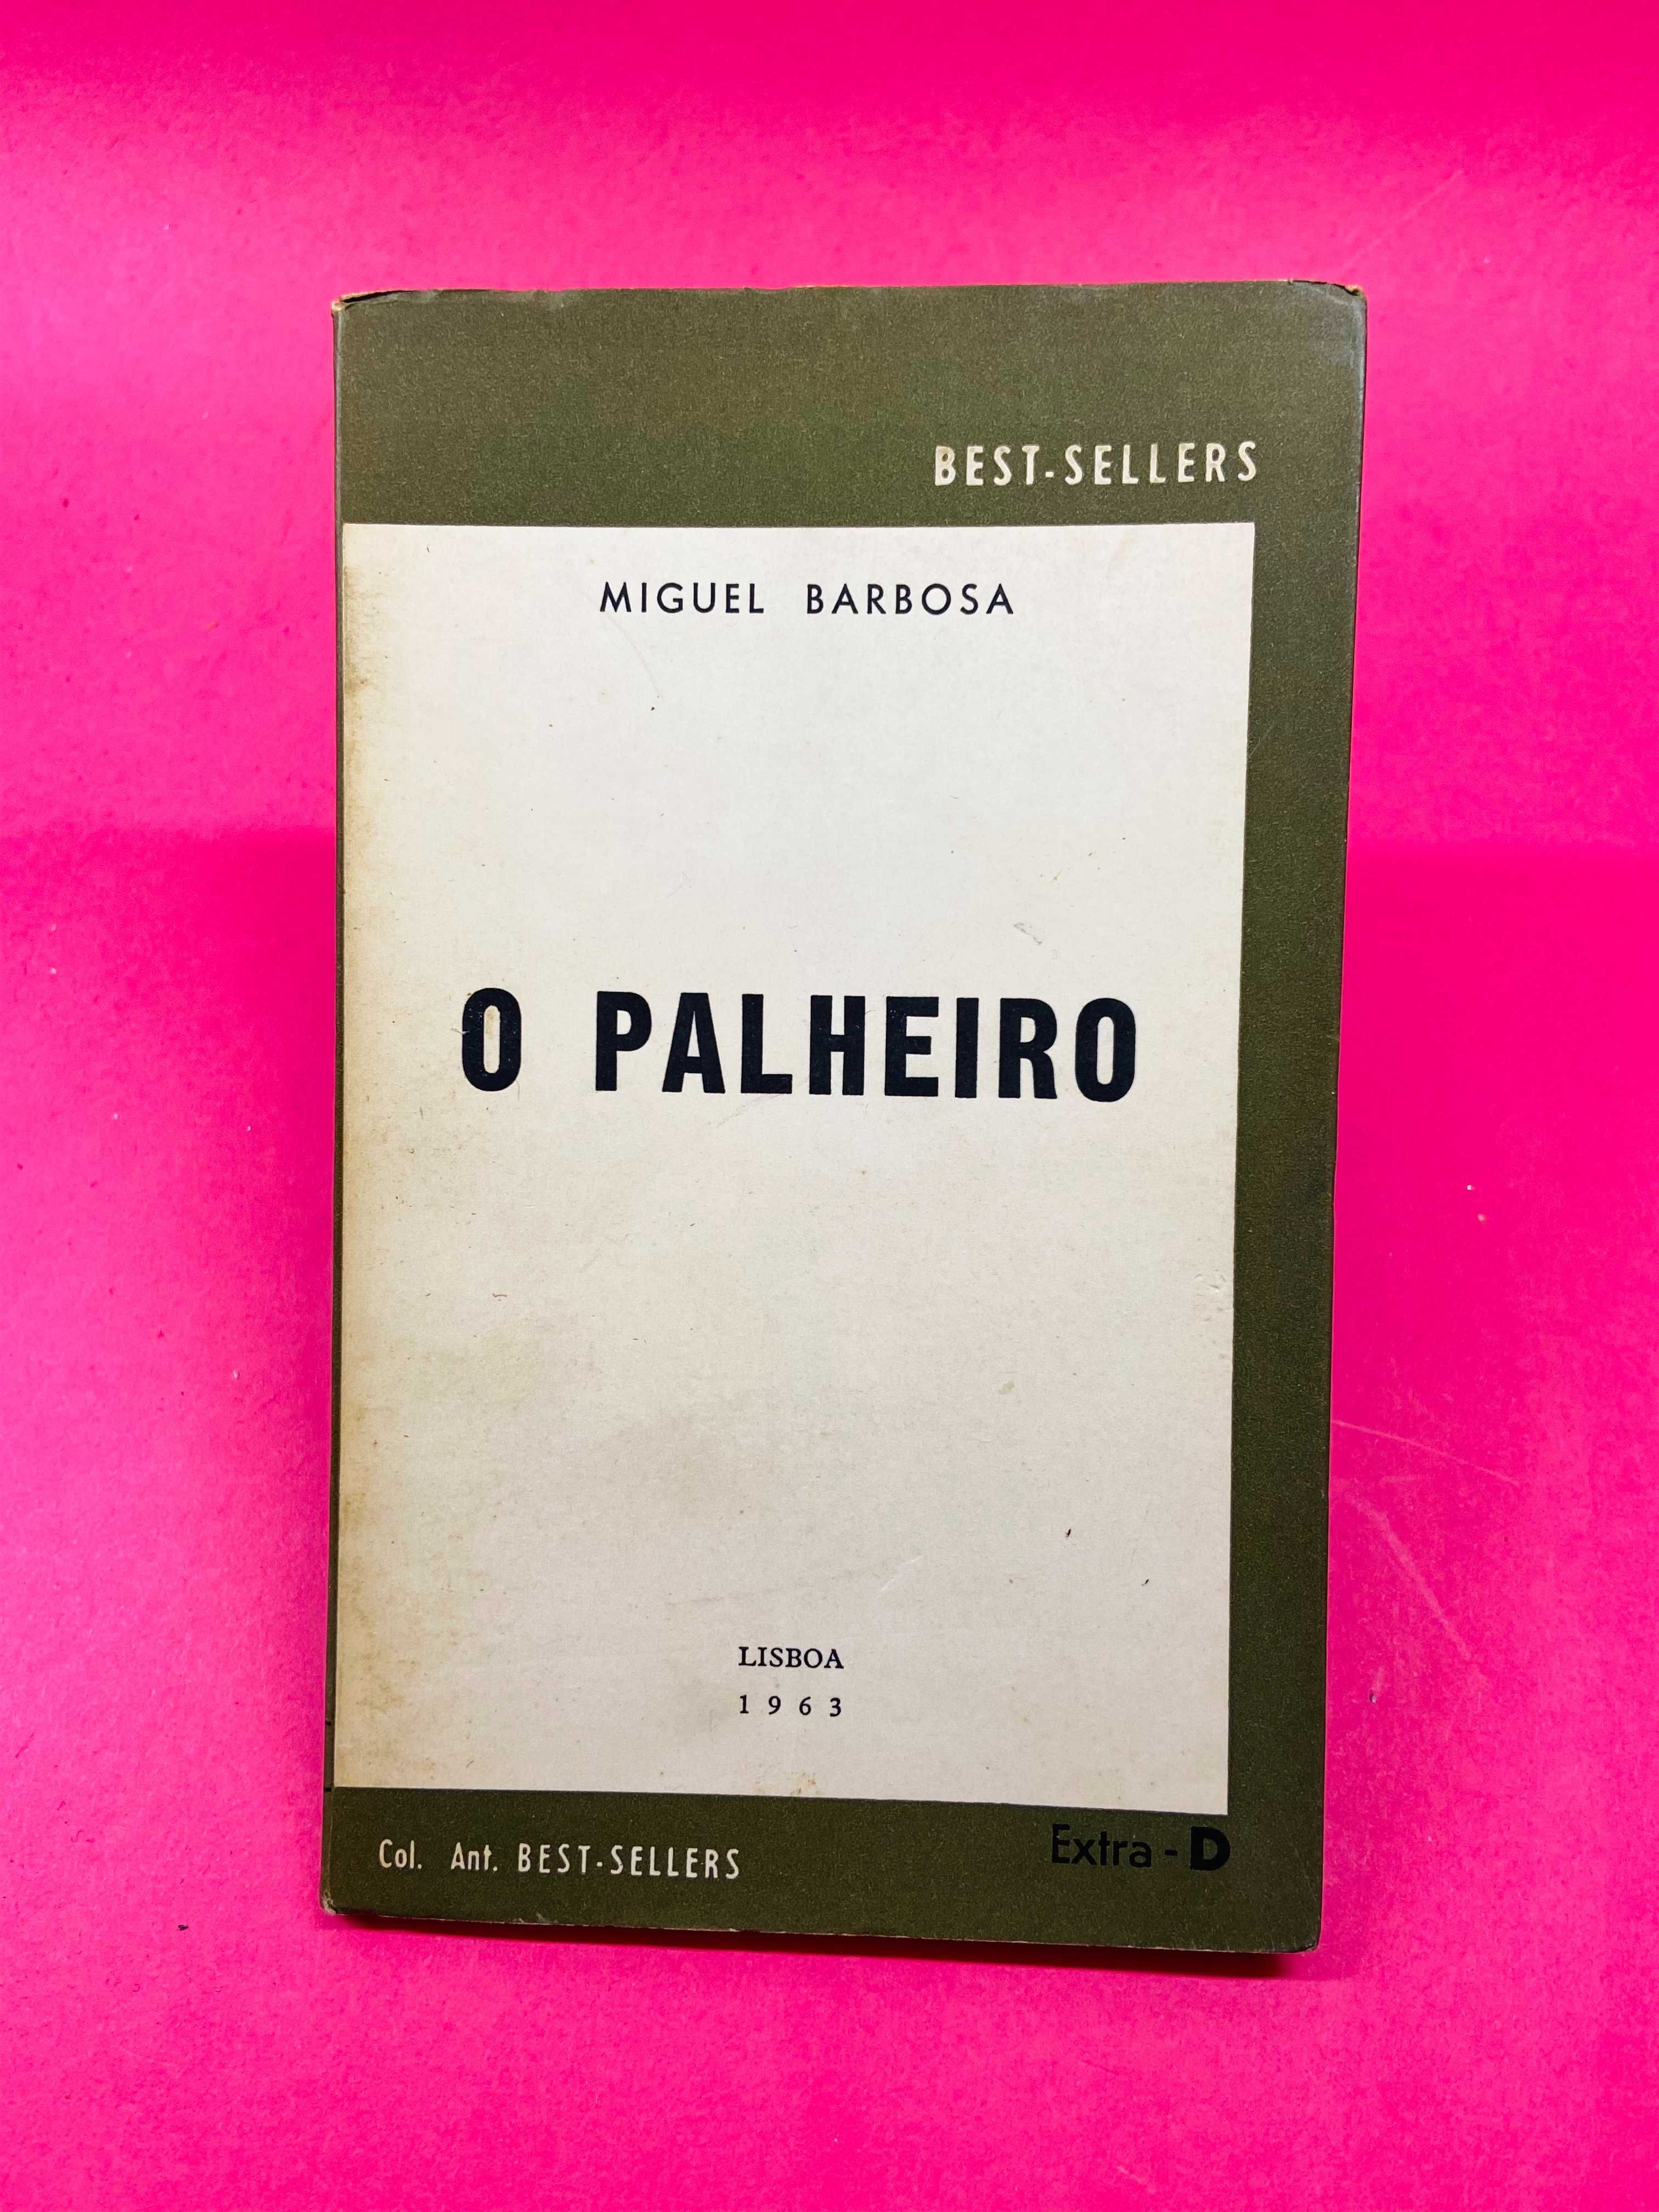 BEST-SELLERS
MIGUEL BARBOSA
O PALHEIRO
LISBOA
1963
Col. Ant. BEST-SELLERS
Extra - D